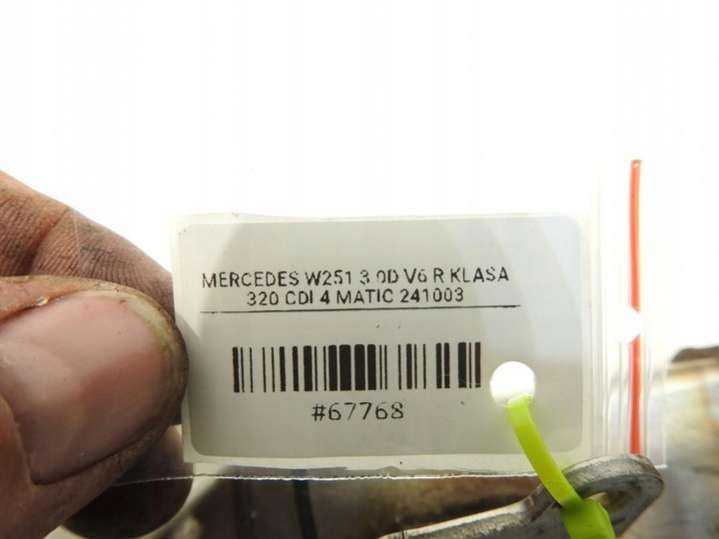 MERCEDES W251 3.0D V6 R KLASA
320 CDI 4 MATIC 241003
#67768